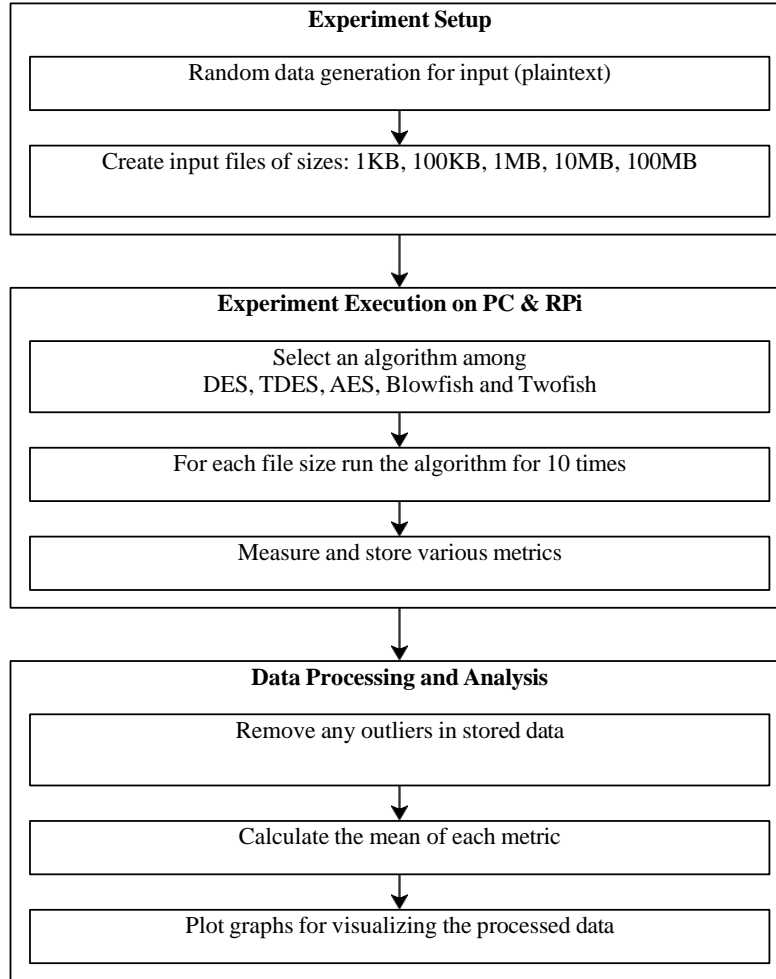 Experiment Setup
Random data generation for input (plaintext)
Create input files of sizes: 1KB, 100KB, 1MB, 10MB, 100MB
Experiment Execution on PC & RPi
Select an algorithm among
DES, TDES, AES, Blowfish and Twofish
For each file size run the algorithm for 10 times
Measure and store various metrics
Data Processing and Analysis
Remove any outliers in stored data
Calculate the mean of each metric
Plot graphs for visualizing the processed data